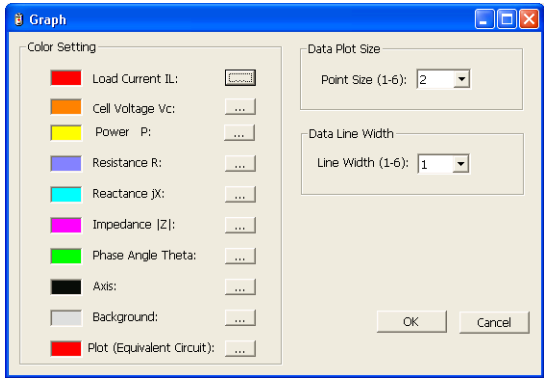 Graph
Color Setting
Load Current IL: ...
Cell Voltage Vc: ...
Power P: ...
Resistance R: ...
Reactance jX: ...
Impedance |Z|: ...
Phase Angle Theta: ...
Axis: ...
Background: ...
Plot (Equivalent Circuit): ...
Data Plot Size
Point Size (1-6): 2
Data Line Width
Line Width (1-6): 1
OK Cancel